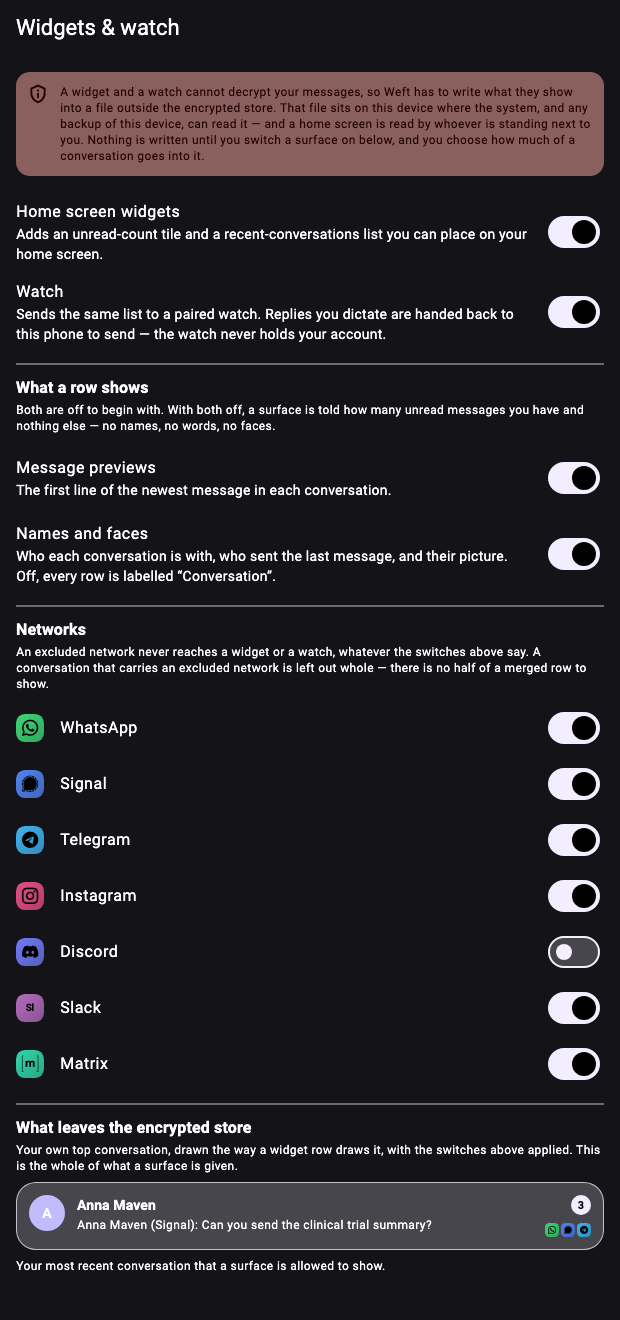 Widgets & watch
A widget and a watch cannot decrypt your messages, so Weft has to write what they show
into a file outside the encrypted store. That file sits on this device where the system, and any
backup of this device, can read it — and a home screen is read by whoever is standing next to
you. Nothing is written until you switch a surface on below, and you choose how much of a
conversation goes into it.
Home screen widgets
Adds an unread-count tile and a recent-conversations list you can place on your
home screen.
Watch
Sends the same list to a paired watch. Replies you dictate are handed back to
this phone to send — the watch never holds your account.
What a row shows
Both are off to begin with. With both off, a surface is told how many unread messages you have and
nothing else — no names, no words, no faces.
Message previews
The first line of the newest message in each conversation.
Names and faces
Who each conversation is with, who sent the last message, and their picture.
Off, every row is labelled “Conversation”.
Networks
An excluded network never reaches a widget or a watch, whatever the switches above say. A
conversation that carries an excluded network is left out whole — there is no half of a merged row to
show.
WhatsApp
Signal
Telegram
Instagram
Discord
Sl Slack
[m] Matrix
What leaves the encrypted store
Your own top conversation, drawn the way a widget row draws it, with the switches above applied. This
is the whole of what a surface is given.
A Anna Maven 3
Anna Maven (Signal): Can you send the clinical trial summary?
Your most recent conversation that a surface is allowed to show.